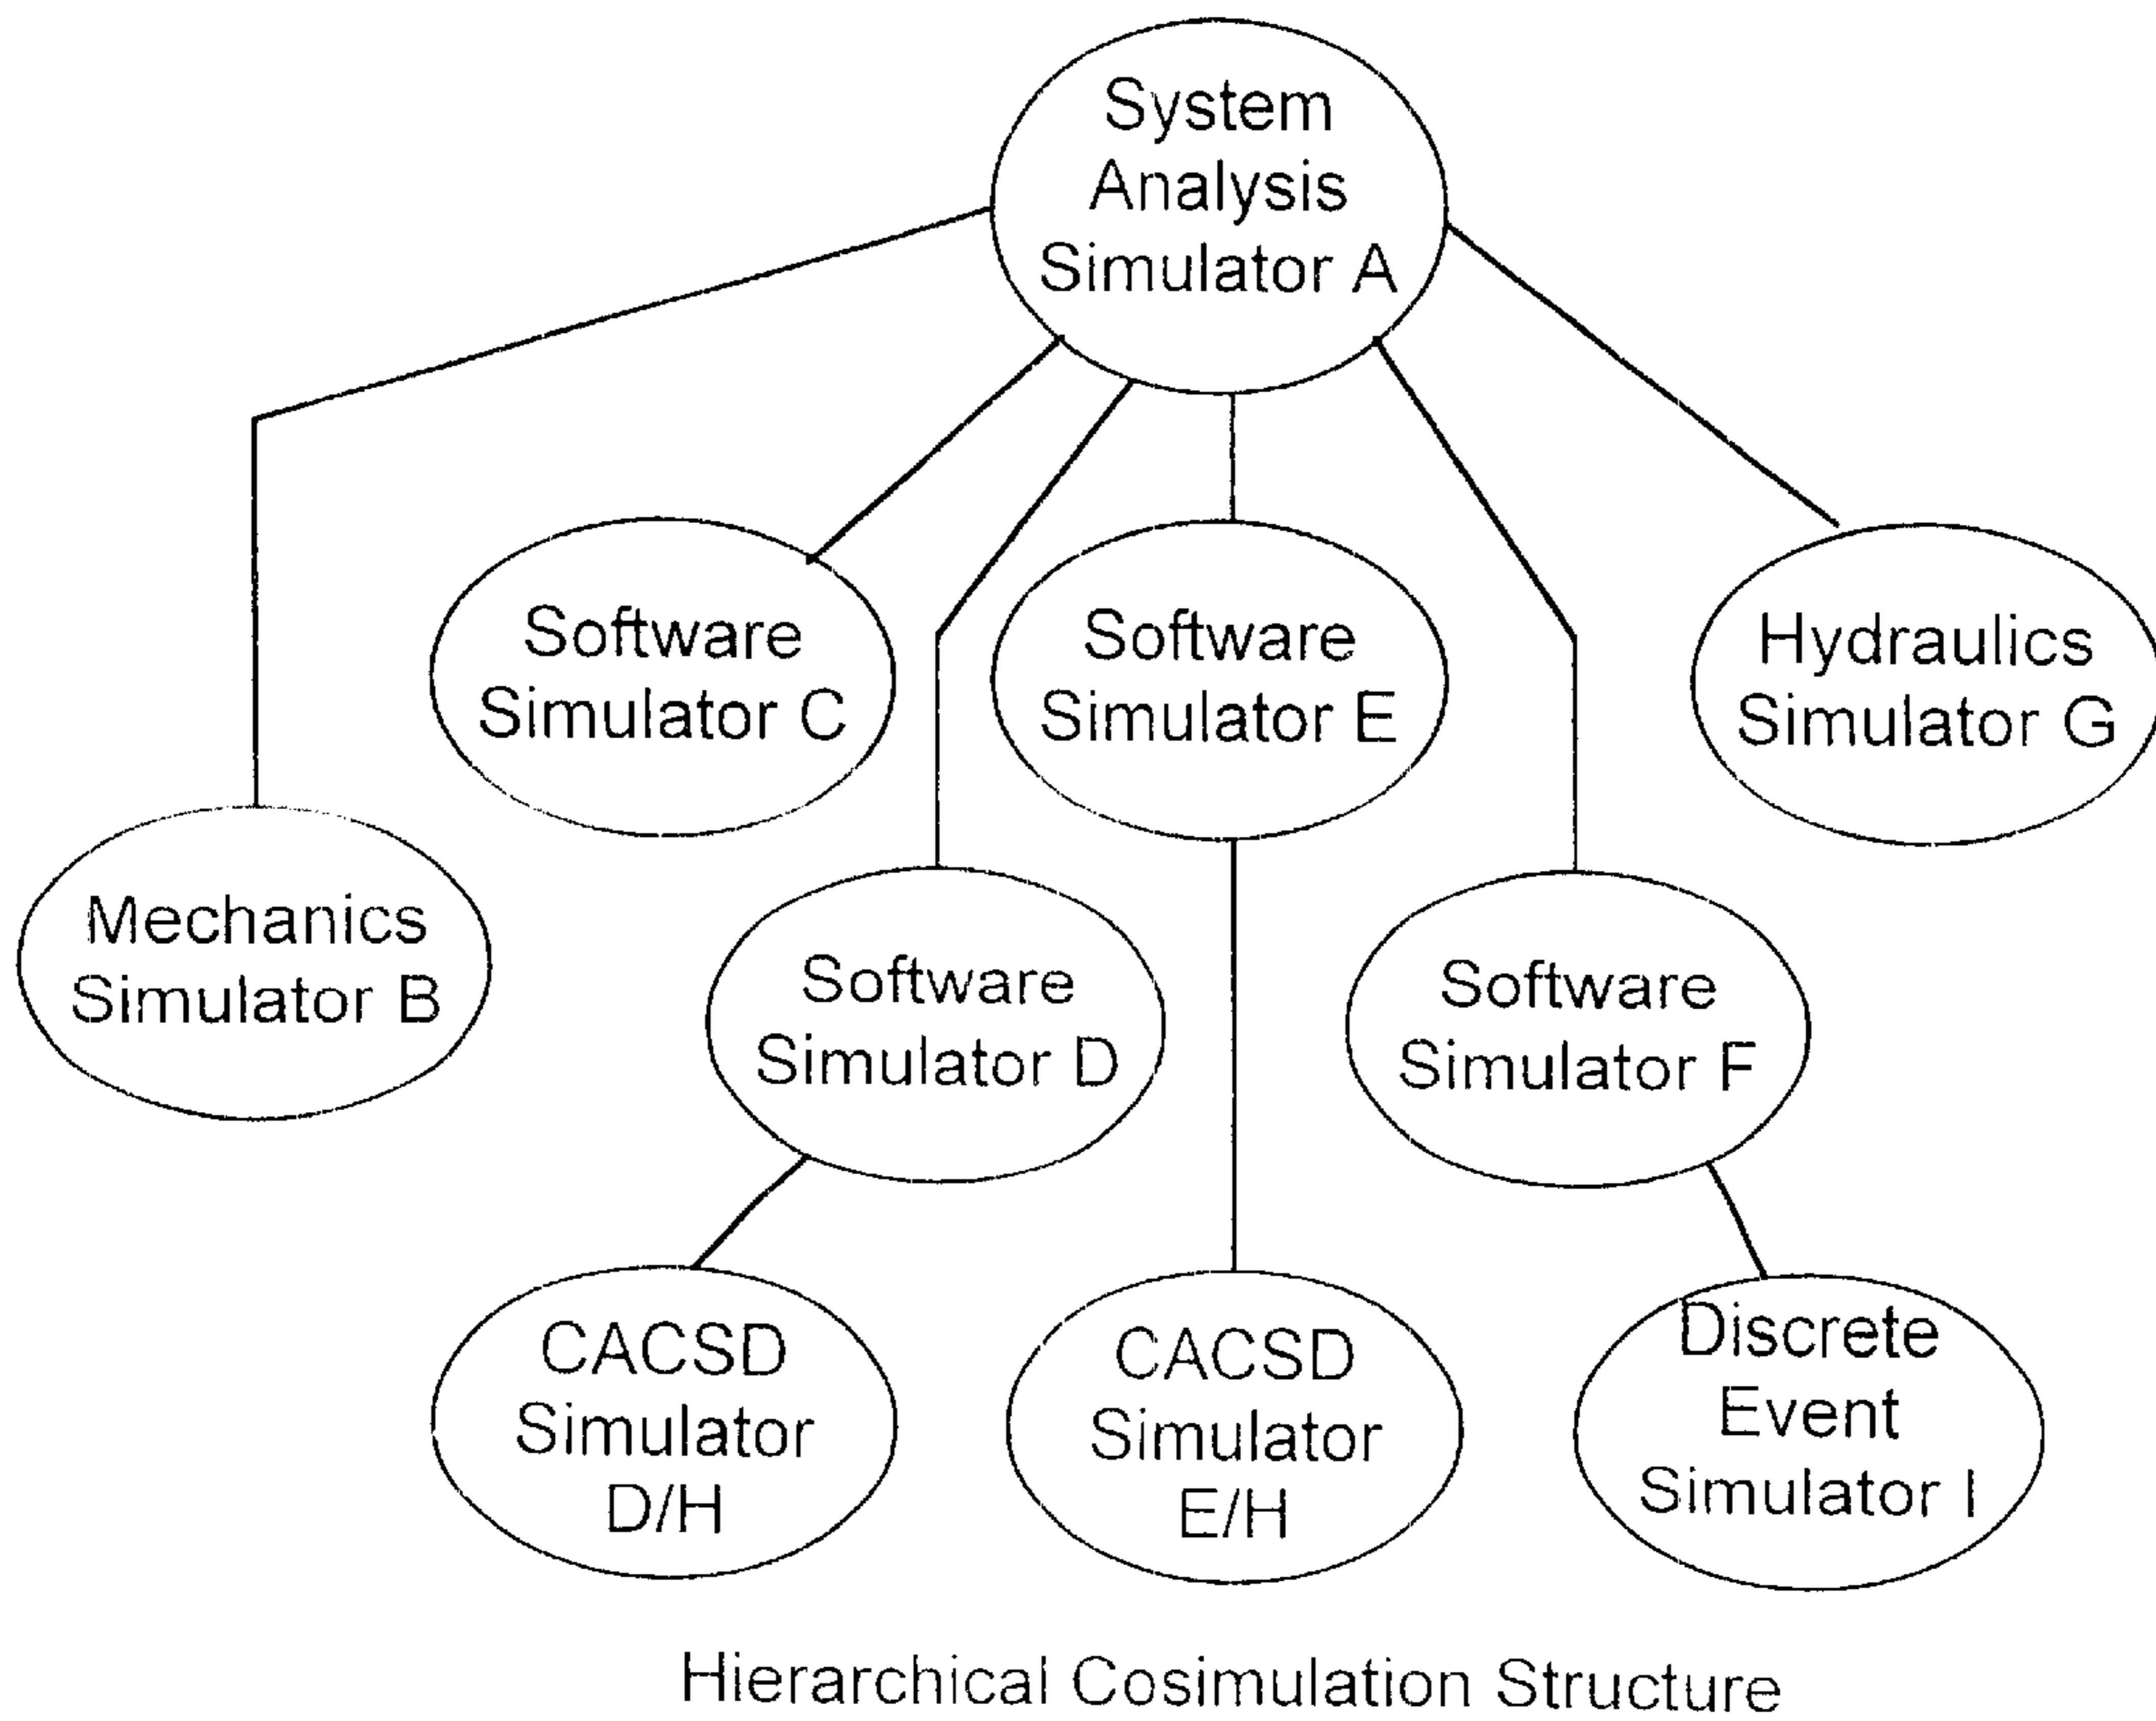 System
Analysis
Simulator A
Software
Simulator C
Software
Simulator E
Hydraulics
Simulator G
Mechanics
Simulator B
Software
Simulator D
Software
Simulator F
CACSD
Simulator
D/H
CACSD
Simulator
E/H
Discrete
Event
Simulator I
Hierarchical Cosimulation Structure